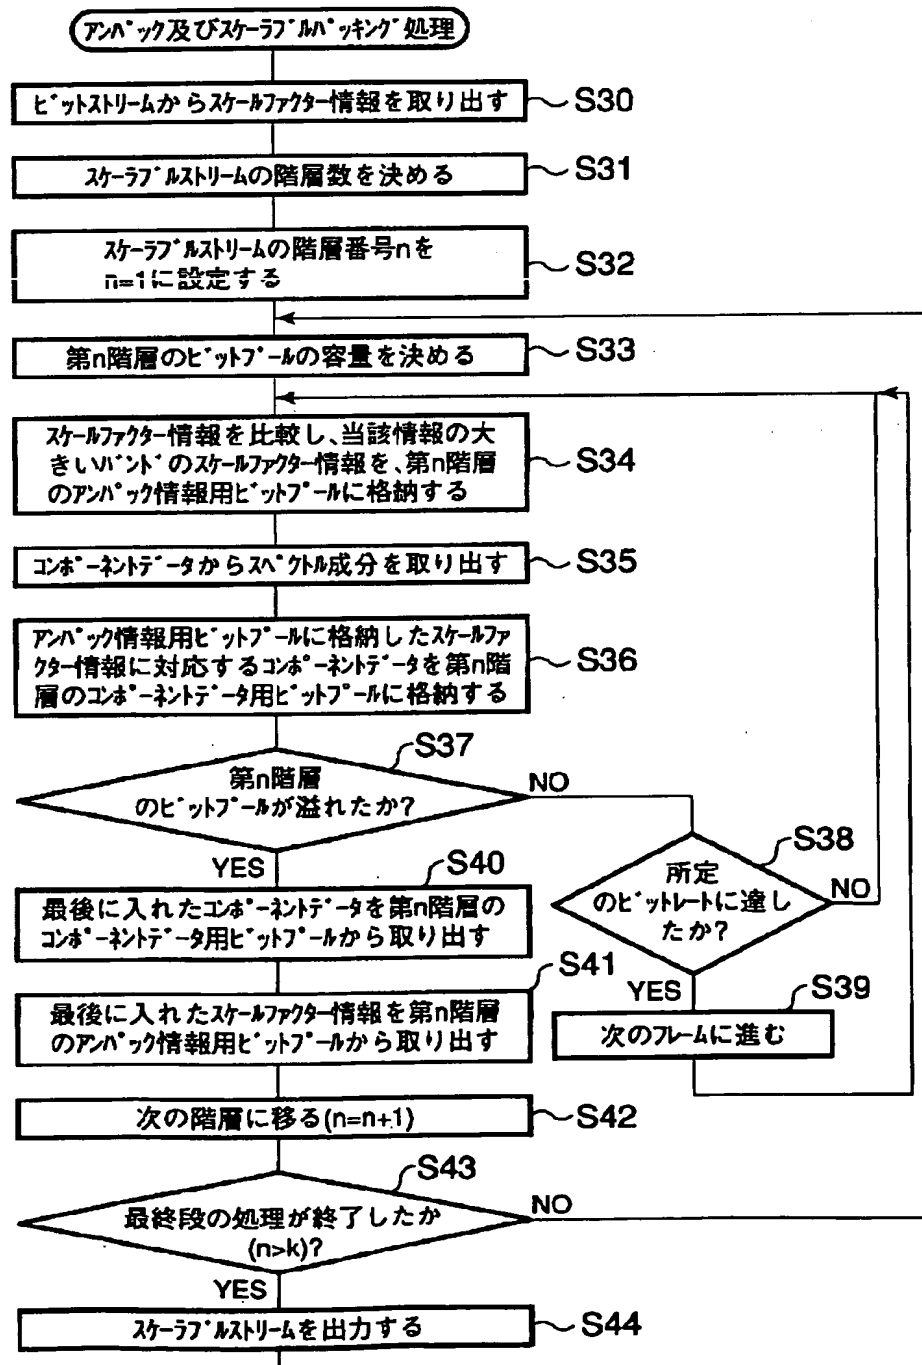 アンパック及びスケーラブルパッキング処理
ビットストリームからスケールファクター情報を取り出す
S30
スケーラブルストリームの階層数を決める
S31
スケーラブルストリームの階層番号nを
n=1に設定する
S32
第n階層のビットプールの容量を決める
S33
スケールファクター情報を比較し、当該情報の大
きいバンドのスケールファクター情報を、第n階層
のアンパック情報用ビットプールに格納する
S34
コンポーネントデータからスペクトル成分を取り出す
S35
アンパック情報用ビットプールに格納したスケールファ
クター情報に対応するコンポーネントデータを第n階
層のコンポーネントデータ用ビットプールに格納する
S36
S37
第n階層
のビットプールが溢れたか?
NO
YES
S38
所定
のビットレートに達し
たか?
NO
YES
S39
次のフレームに進む
S40
最後に入れたコンポーネントデータを第n階層の
コンポーネントデータ用ビットプールから取り出す
S41
最後に入れたスケールファクター情報を第n階層
のアンパック情報用ビットプールから取り出す
次の階層に移る(n=n+1)
S42
S43
最終段の処理が終了したか
(n>k)?
NO
YES
スケーラブルストリームを出力する
S44